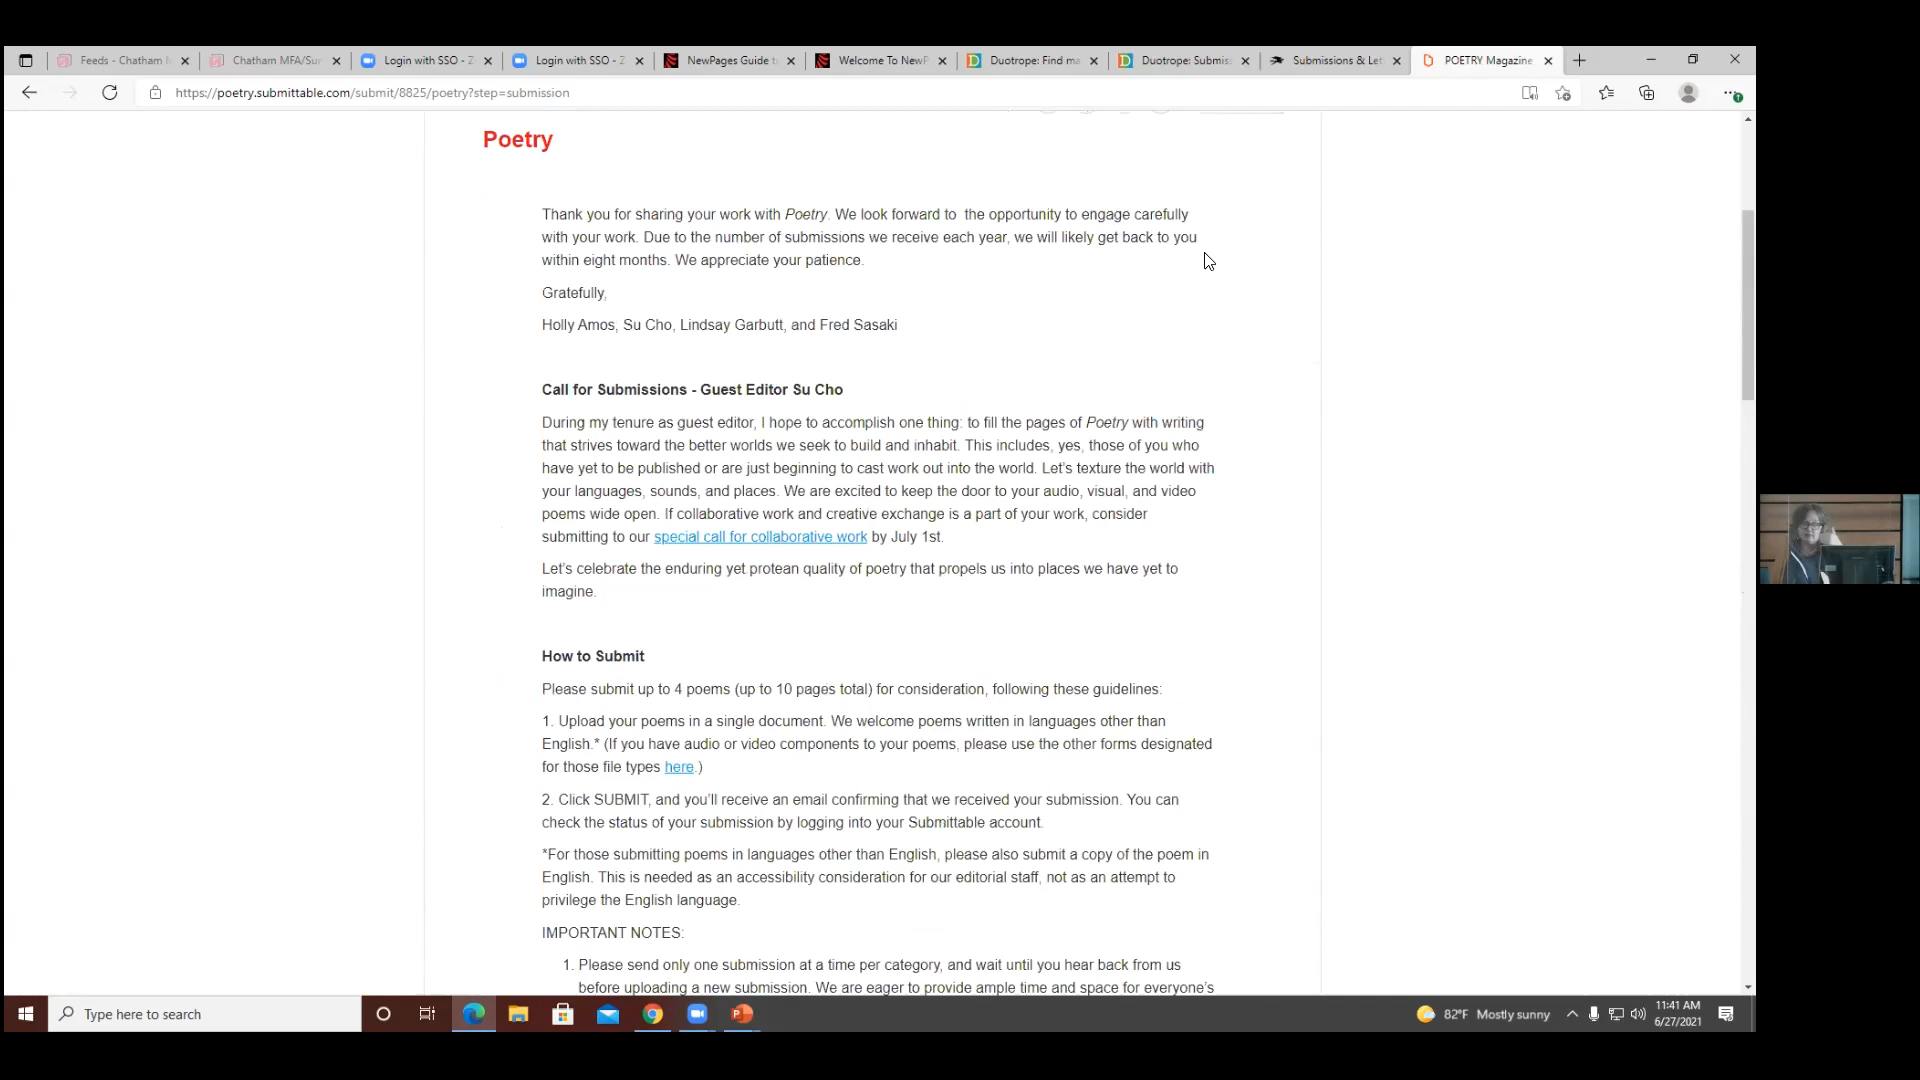 Feeds - Chatham
Chatham MFA/Sur
Login with SSO - Z
Login with SSO - Z
NewPages Guide t
Welcome To NewP
Duotrope: Find ma
Duotrope: Submis
Submissions & Let
POETRY Magazine
https://poetry.submittable.com/submit/8825/poetry?step=submission
Poetry
Thank you for sharing your work with Poetry. We look forward to the opportunity to engage carefully
with your work. Due to the number of submissions we receive each year, we will likely get back to you
within eight months. We appreciate your patience.
Gratefully,
Holly Amos, Su Cho, Lindsay Garbutt, and Fred Sasaki
Call for Submissions - Guest Editor Su Cho
During my tenure as guest editor, I hope to accomplish one thing: to fill the pages of Poetry with writing
that strives toward the better worlds we seek to build and inhabit. This includes, yes, those of you who
have yet to be published or are just beginning to cast work out into the world. Let's texture the world with
your languages, sounds, and places. We are excited to keep the door to your audio, visual, and video
poems wide open. If collaborative work and creative exchange is a part of your work, consider
submitting to our special call for collaborative work by July 1st.
Let's celebrate the enduring yet protean quality of poetry that propels us into places we have yet to
imagine.
How to Submit
Please submit up to 4 poems (up to 10 pages total) for consideration, following these guidelines:
1. Upload your poems in a single document. We welcome poems written in languages other than
English.* (If you have audio or video components to your poems, please use the other forms designated
for those file types here.)
2. Click SUBMIT, and you'll receive an email confirming that we received your submission. You can
check the status of your submission by logging into your Submittable account.
*For those submitting poems in languages other than English, please also submit a copy of the poem in
English. This is needed as an accessibility consideration for our editorial staff, not as an attempt to
privilege the English language.
IMPORTANT NOTES:
1. Please send only one submission at a time per category, and wait until you hear back from us
before uploading a new submission. We are eager to provide ample time and space for everyone's
Type here to search
82°F Mostly sunny
11:41 AM
6/27/2021